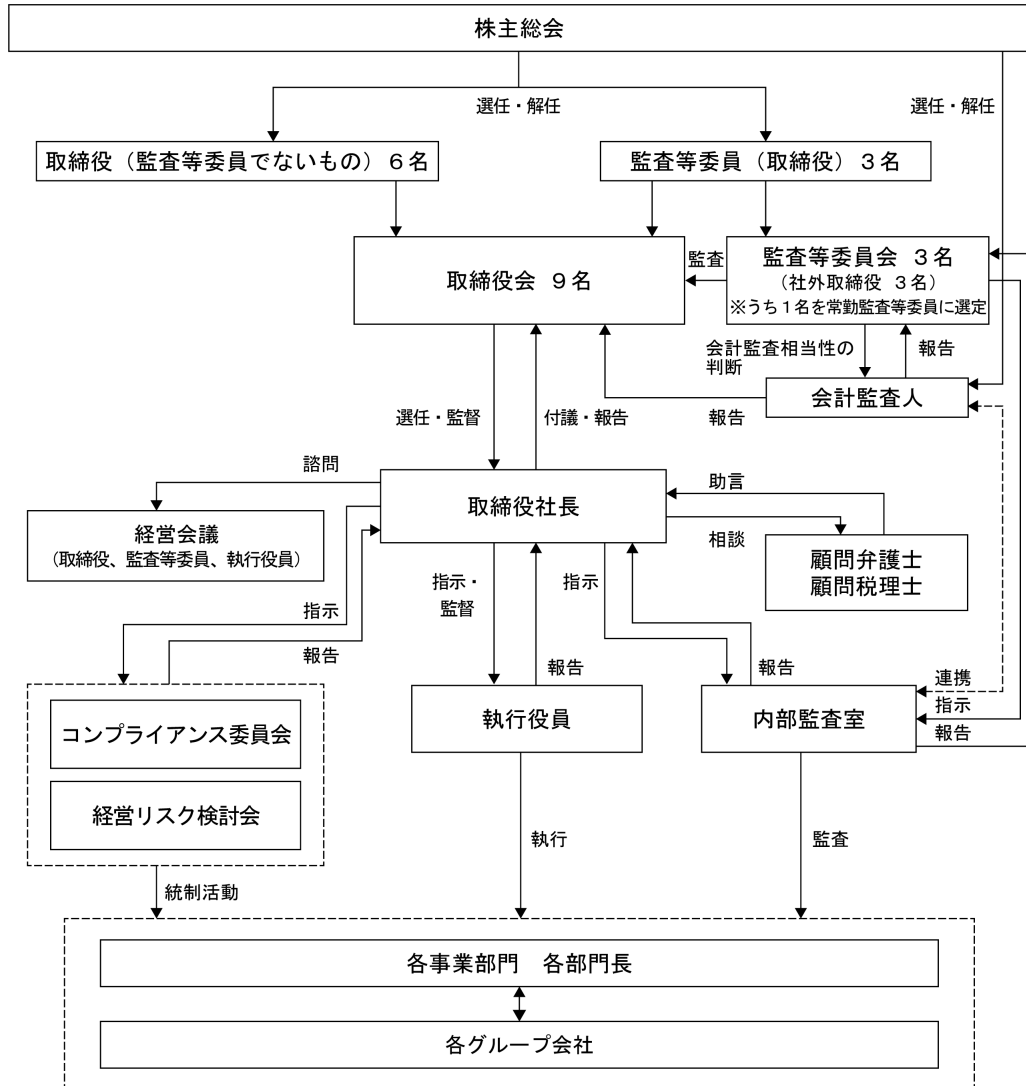 株主総会
選任・解任
選任・解任
取締役（監査等委員でないもの）６名
監査等委員（取締役）３名
取締役会 ９名
監査
監査等委員会 ３名
（社外取締役 ３名）
※うち１名を常勤監査等委員に選定
会計監査相当性の
判断
報告
会計監査人
報告
選任・監督
付議・報告
諮問
取締役社長
助言
相談
経営会議
（取締役、監査等委員、執行役員）
顧問弁護士
顧問税理士
指示
報告
指示・
監督
指示
報告
報告
連携
指示
報告
コンプライアンス委員会
経営リスク検討会
執行役員
内部監査室
統制活動
執行
監査
各事業部門　各部門長
各グループ会社